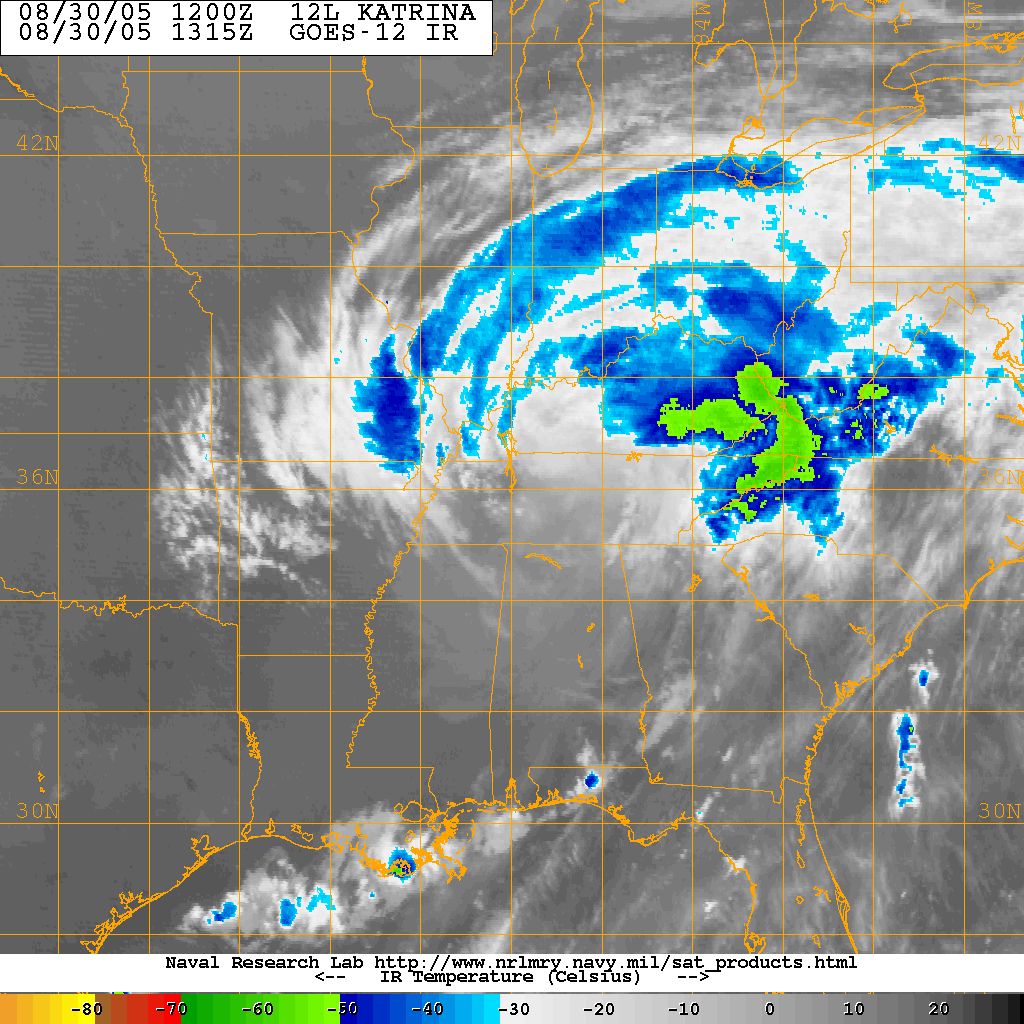 08/30/05 1200Z 12L KATRINA
08/30/05 1315Z GOES-12 IR
84W
42N
42N
36N
36N
30N
30N
Naval Research Lab http://www.nrlmry.navy.mil/sat_products.html
<-- IR Temperature (Celsius) -->
-80 -70 -60 -50 -40 -30 -20 -10 0 10 20